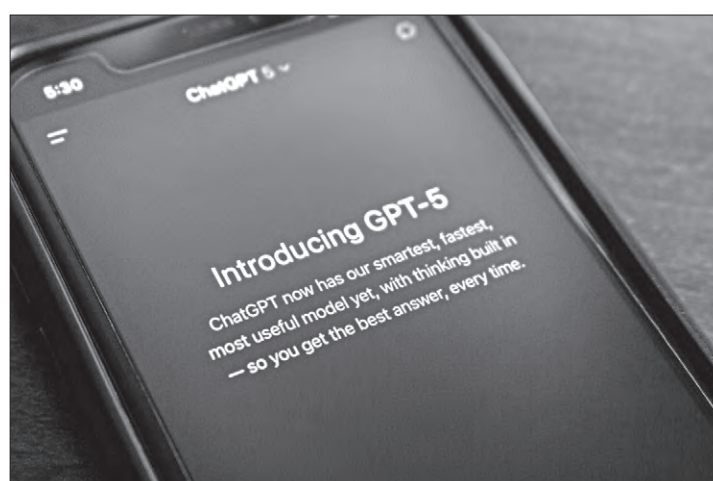 5:30
ChatGPT 5
Introducing GPT-5
ChatGPT now has our smartest, fastest,
most useful model yet, with thinking built in
— so you get the best answer, every time.